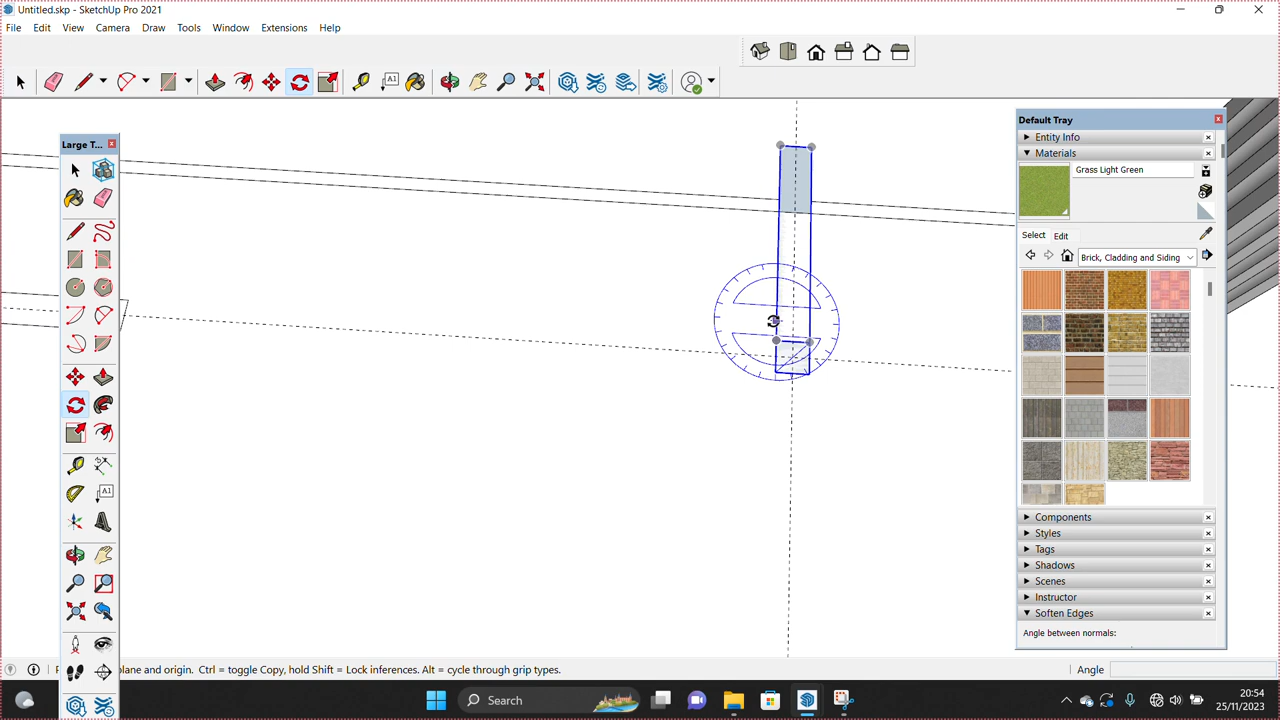 Untitled.skp - SketchUp Pro 2021
File Edit View Camera Draw Tools Window Extensions Help
A1
Large T...
Default Tray
Entity Info
Materials
Grass Light Green
Select Edit
Brick, Cladding and Siding
A1
Components
Styles
Tags
Shadows
Scenes
Instructor
Soften Edges
Angle between normals:
plane and origin. Ctrl = toggle Copy, hold Shift = Lock inferences. Alt = cycle through grip types.
Angle
Search
20:54
25/11/2023